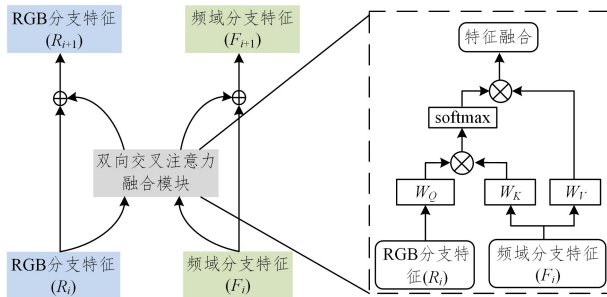 RGB分支特征
(Ri+1)
频域分支特征
(Fi+1)
双向交叉注意力
融合模块
RGB分支特征
(Ri)
频域分支特征
(Fi)
特征融合
softmax
WQ
WK
WV
RGB分支特
征(Ri)
频域分支特征
(Fi)